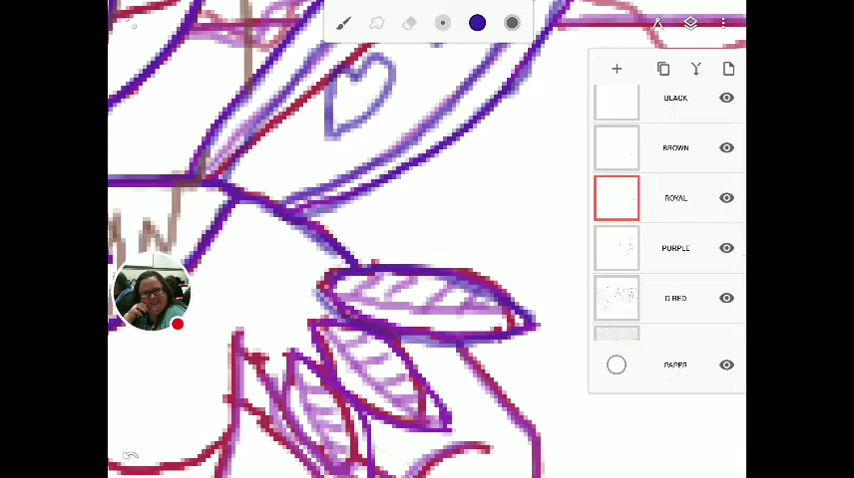 BLACK
BROWN
ROYAL
PURPLE
D RED
PAPER